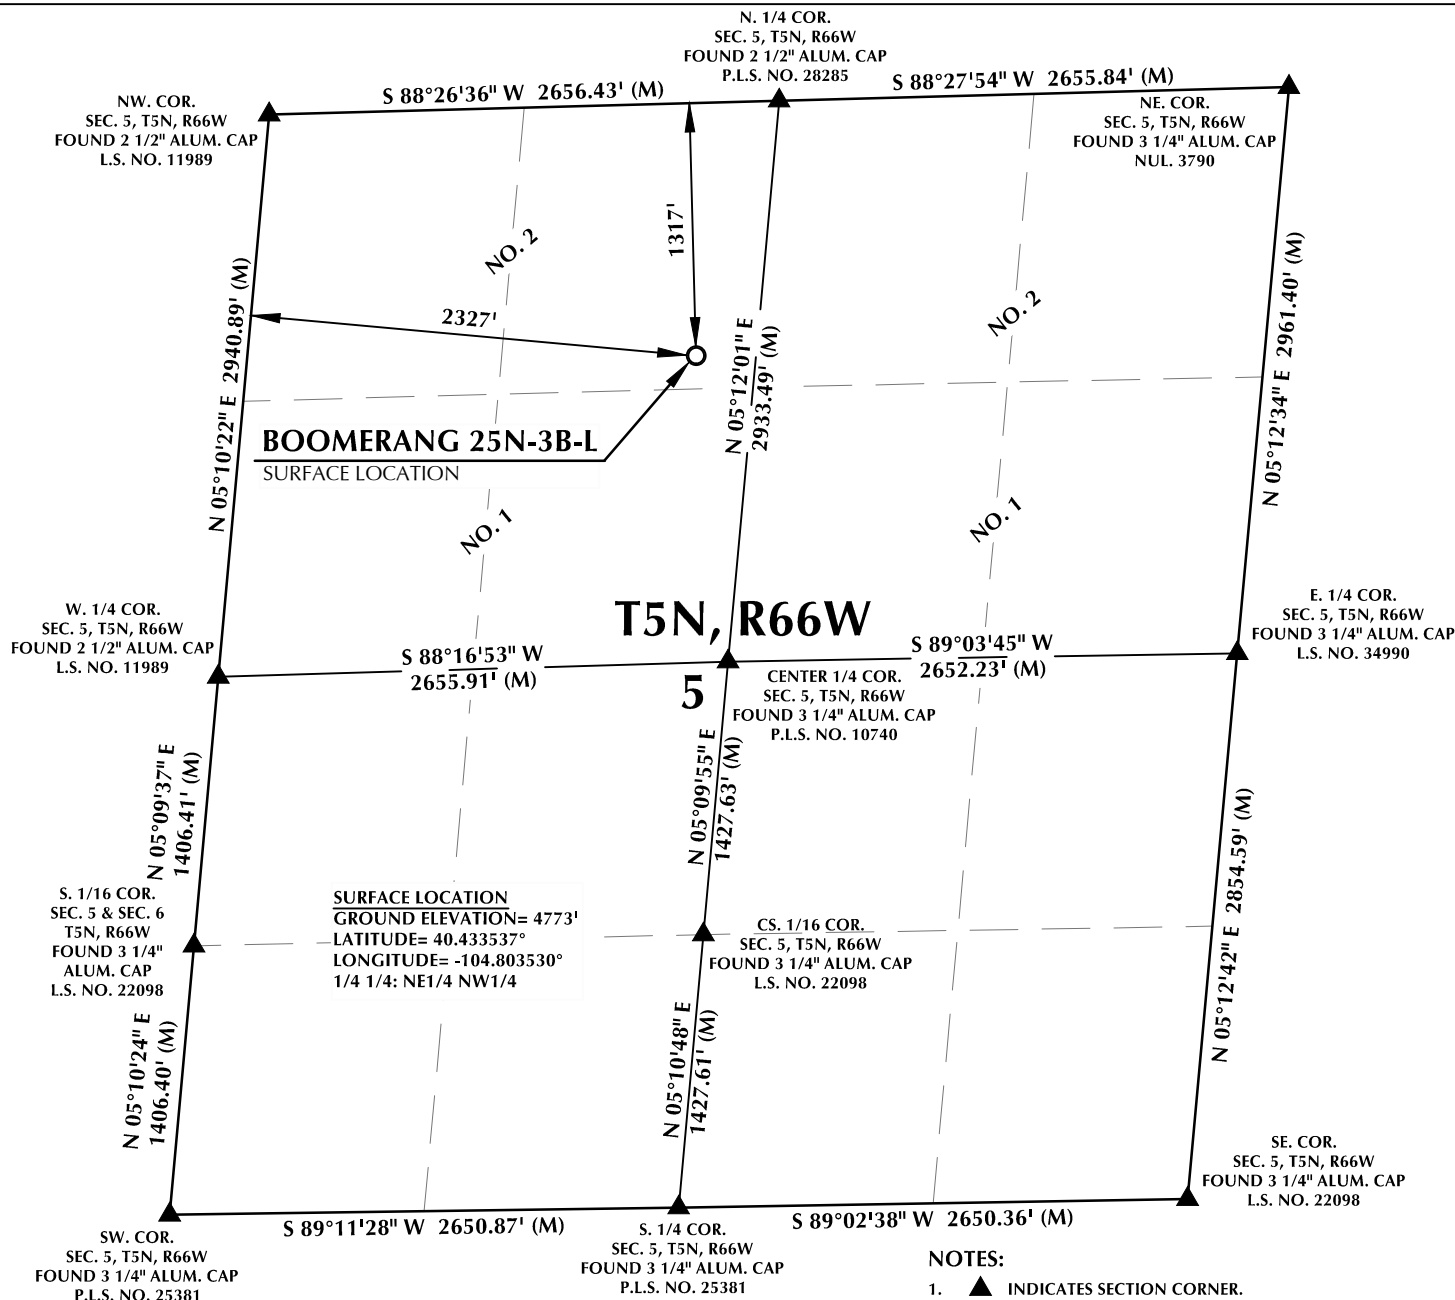 N. 1/4 COR.
SEC. 5, T5N, R66W
FOUND 2 1/2" ALUM. CAP
P.L.S. NO. 28285
S 88°26'36" W 2656.43' (M)
S 88°27'54" W 2655.84' (M)
NW. COR.
SEC. 5, T5N, R66W
FOUND 2 1/2" ALUM. CAP
L.S. NO. 11989
NE. COR.
SEC. 5, T5N, R66W
FOUND 3 1/4" ALUM. CAP
NUL. 3790
1317'
NO. 2
2327'
NO. 2
N 05°10'22" E 2940.89' (M)
N 05°12'01" E
2933.49' (M)
N 05°12'34" E 2961.40' (M)
BOOMERANG 25N-3B-L
SURFACE LOCATION
NO. 1
NO. 1
T5N, R66W
5
W. 1/4 COR.
SEC. 5, T5N, R66W
FOUND 2 1/2" ALUM. CAP
L.S. NO. 11989
S 88°16'53" W
2655.91' (M)
S 89°03'45" W
2652.23' (M)
E. 1/4 COR.
SEC. 5, T5N, R66W
FOUND 3 1/4" ALUM. CAP
L.S. NO. 34990
CENTER 1/4 COR.
SEC. 5, T5N, R66W
FOUND 3 1/4" ALUM. CAP
P.L.S. NO. 10740
N 05°09'37" E
1406.41' (M)
N 05°09'55" E
1427.63' (M)
N 05°12'42" E 2854.59' (M)
S. 1/16 COR.
SEC. 5 & SEC. 6
T5N, R66W
FOUND 3 1/4"
ALUM. CAP
L.S. NO. 22098
SURFACE LOCATION
GROUND ELEVATION= 4773'
LATITUDE= 40.433537°
LONGITUDE= -104.803530°
1/4 1/4: NE1/4 NW1/4
CS. 1/16 COR.
SEC. 5, T5N, R66W
FOUND 3 1/4" ALUM. CAP
L.S. NO. 22098
N 05°10'24" E
1406.40' (M)
N 05°10'48" E
1427.61' (M)
SE. COR.
SEC. 5, T5N, R66W
FOUND 3 1/4" ALUM. CAP
L.S. NO. 22098
S 89°11'28" W 2650.87' (M)
S 89°02'38" W 2650.36' (M)
SW. COR.
SEC. 5, T5N, R66W
FOUND 3 1/4" ALUM. CAP
P.L.S. NO. 25381
S. 1/4 COR.
SEC. 5, T5N, R66W
FOUND 3 1/4" ALUM. CAP
P.L.S. NO. 25381
NOTES:
1. INDICATES SECTION CORNER.